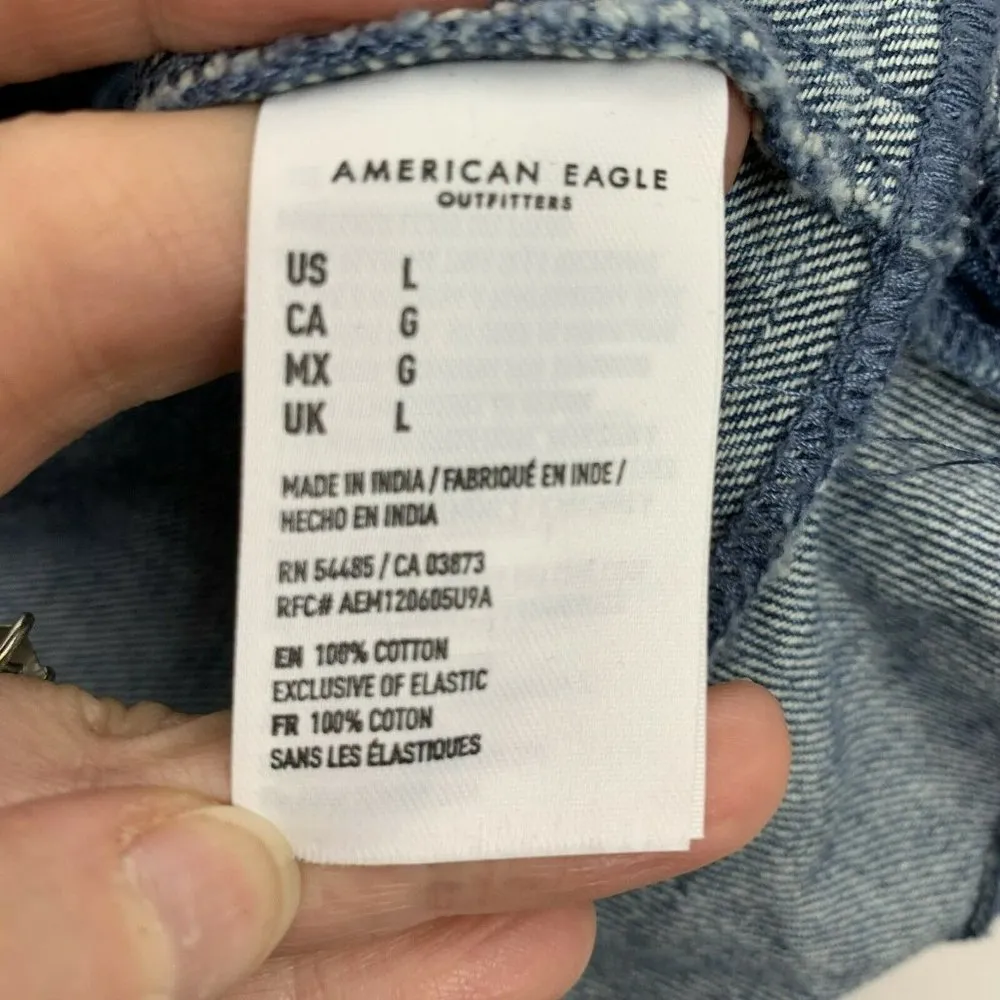 AMERICAN EAGLE
OUTFITTERS
US L
CA G
MX G
UK L
MADE IN INDIA / FABRIQUÉ EN INDE /
HECHO EN INDIA
RN 54485 / CA 03873
RFC# AEM120605U9A
EN 100% COTTON
EXCLUSIVE OF ELASTIC
FR 100% COTON
SANS LES ÉLASTIQUES